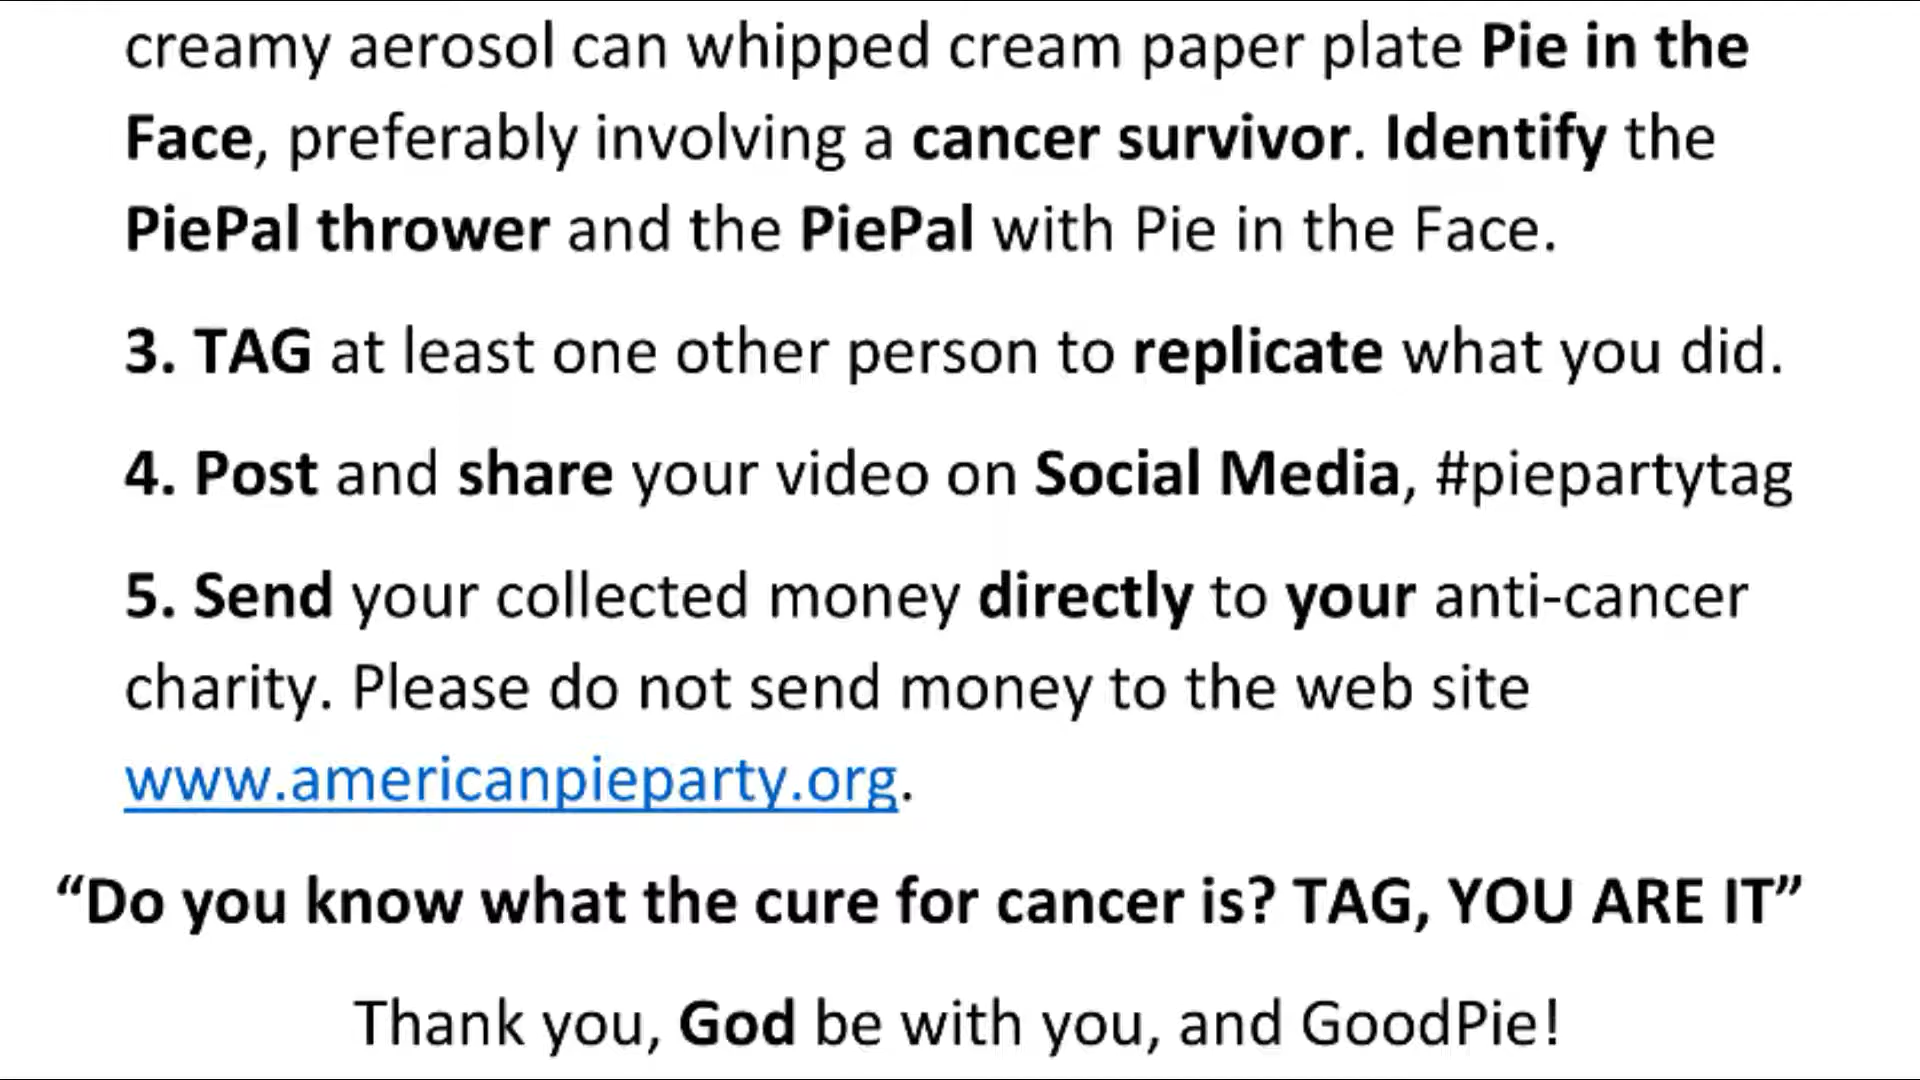 creamy aerosol can whipped cream paper plate Pie in the
Face, preferably involving a cancer survivor. Identify the
PiePal thrower and the PiePal with Pie in the Face.
3. TAG at least one other person to replicate what you did.
4. Post and share your video on Social Media, #piepartytag
5. Send your collected money directly to your anti-cancer
charity. Please do not send money to the web site
www.americanpieparty.org.
“Do you know what the cure for cancer is? TAG, YOU ARE IT”
Thank you, God be with you, and GoodPie!